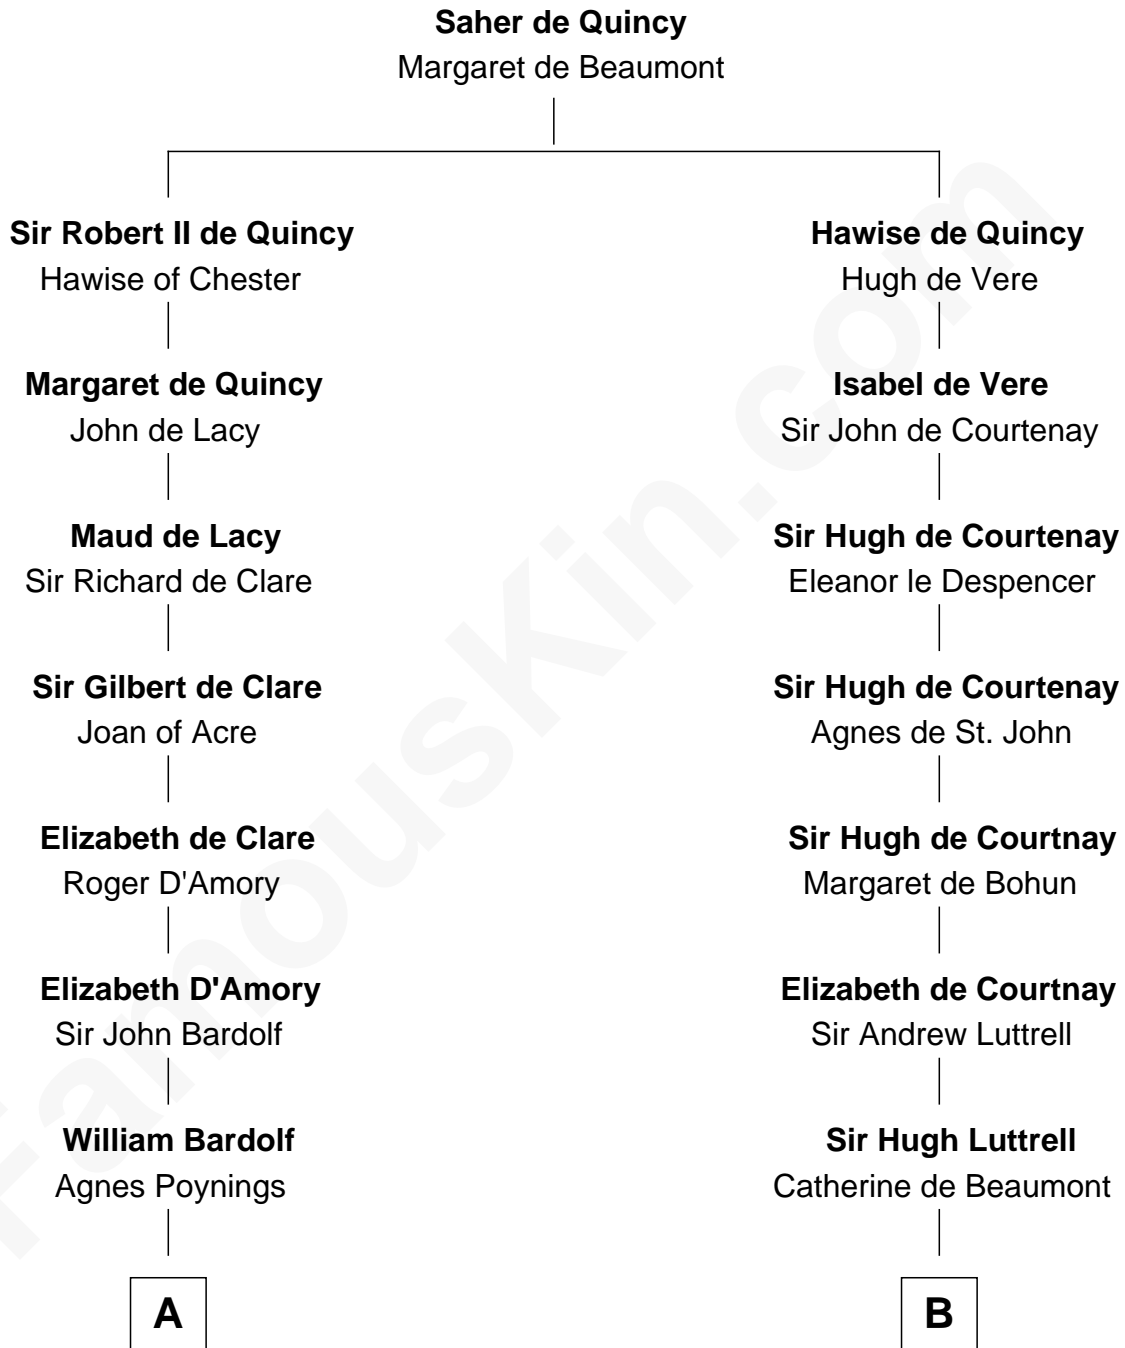 Saher de Quincy
Margaret de Beaumont
Sir Robert II de Quincy
Hawise of Chester
Margaret de Quincy
John de Lacy
Maud de Lacy
Sir Richard de Clare
Sir Gilbert de Clare
Joan of Acre
Elizabeth de Clare
Roger D'Amory
Elizabeth D'Amory
Sir John Bardolf
William Bardolf
Agnes Poynings
A
Hawise de Quincy
Hugh de Vere
Isabel de Vere
Sir John de Courtenay
Sir Hugh de Courtenay
Eleanor le Despencer
Sir Hugh de Courtenay
Agnes de St. John
Sir Hugh de Courtnay
Margaret de Bohun
Elizabeth de Courtnay
Sir Andrew Luttrell
Sir Hugh Luttrell
Catherine de Beaumont
B
FamousKin.com